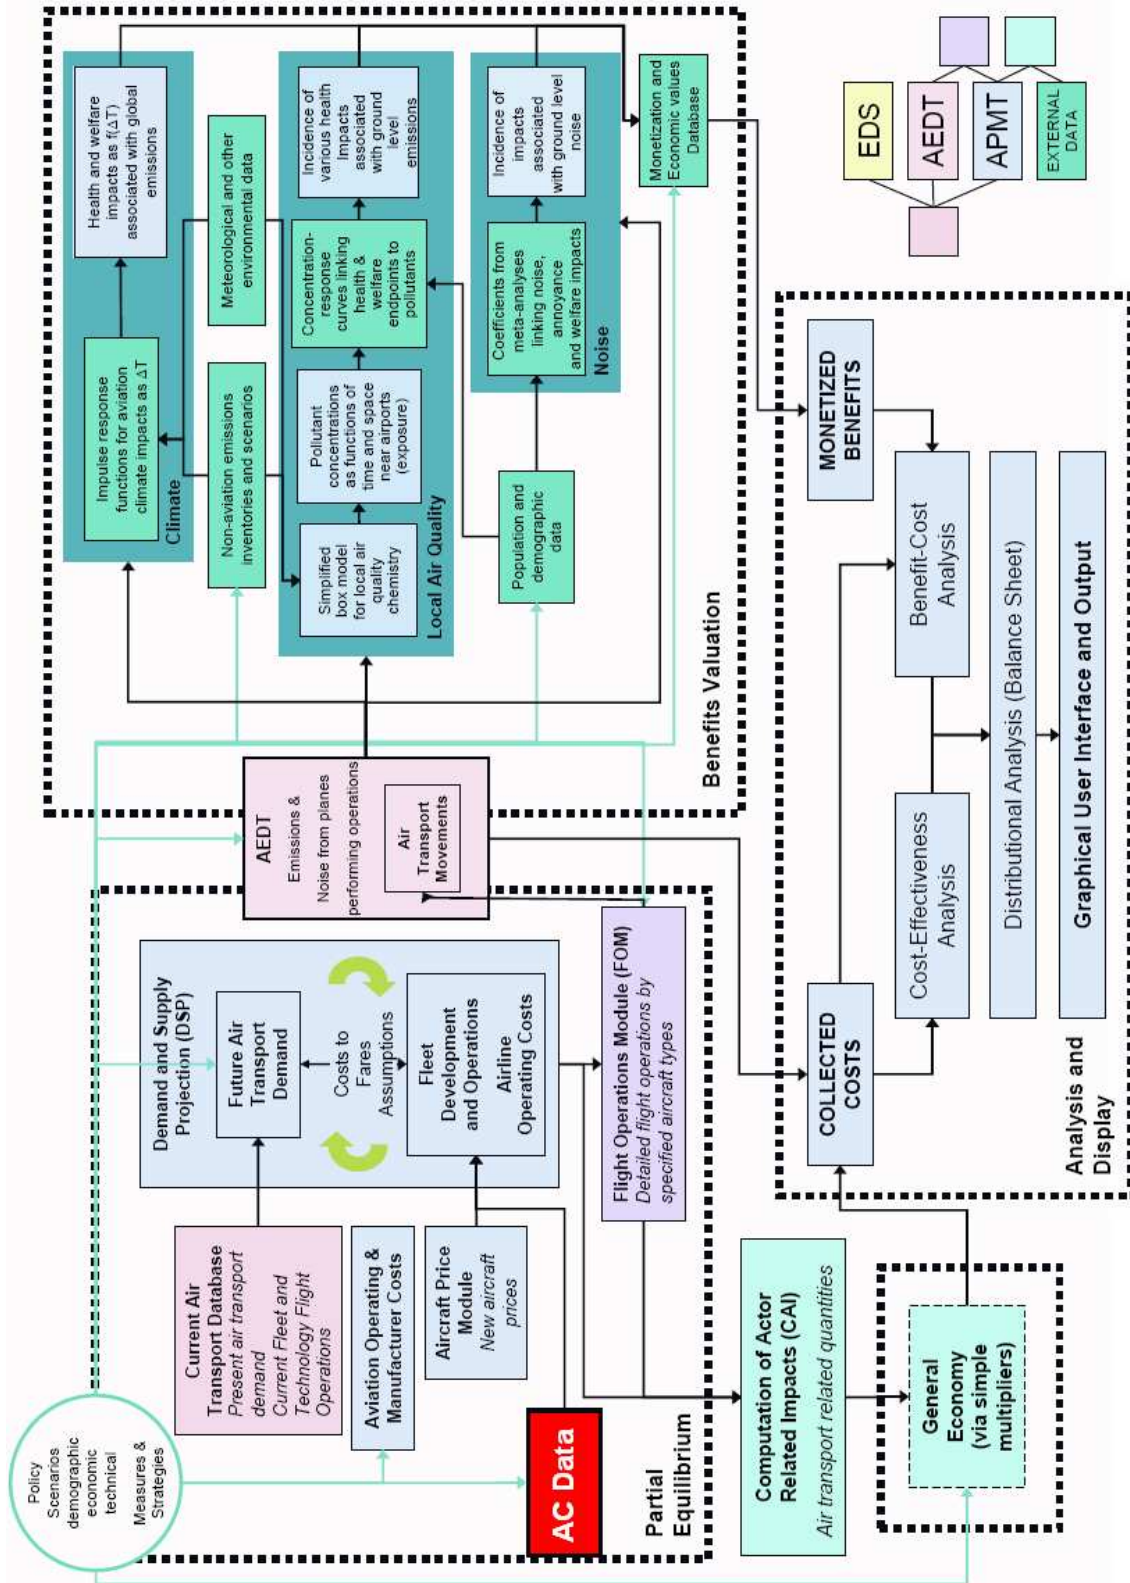 Policy
Scenarios
demographic
economic
technical
Measures &
Strategies
Current Air
Transport Database
Present air transport
demand
Current Fleet and
Technology Flight
Operations
Aviation Operating &
Manufacturer Costs
Aircraft Price
Module
New aircraft
prices
AC Data
Partial
Equilibrium
Demand and Supply
Projection (DSP)
Future Air
Transport
Demand
Costs to
Fares
Assumptions
Fleet
Development
and Operations
Airline
Operating Costs
Flight Operations Module (FOM)
Detailed flight operations by
specified aircraft types
AEDT
Emissions &
Noise from planes
performing operations
Air
Transport
Movements
Computation of Actor
Related Impacts (CAI)
Air transport related quantities
General
Economy
(via simple
multipliers)
Impulse response
functions for aviation
climate impacts as ΔT
Health and welfare
impacts as f(ΔT)
associated with global
emissions
Climate
Non-aviation emissions
inventories and scenarios
Meteorological and other
environmental data
Simplified
box model
for local air
quality
chemistry
Pollutant
concentrations
as functions of
time and space
near airports
(exposure)
Concentration-
response
curves linking
health &
welfare
endpoints to
pollutants
Incidence of
various health
Impacts
associated
with ground
level
emissions
Local Air Quality
Population and
demographic
data
Coefficients from
meta-analyses
linking noise,
annoyance
and welfare impacts
Incidence of
impacts
associated
with ground level
noise
Noise
Monetization and
Economic values
Database
Benefits Valuation
COLLECTED
COSTS
MONETIZED
BENEFITS
Cost-Effectiveness
Analysis
Benefit-Cost
Analysis
Distributional Analysis (Balance Sheet)
Graphical User Interface and Output
Analysis and
Display
EDS
AEDT
APMT
EXTERNAL
DATA